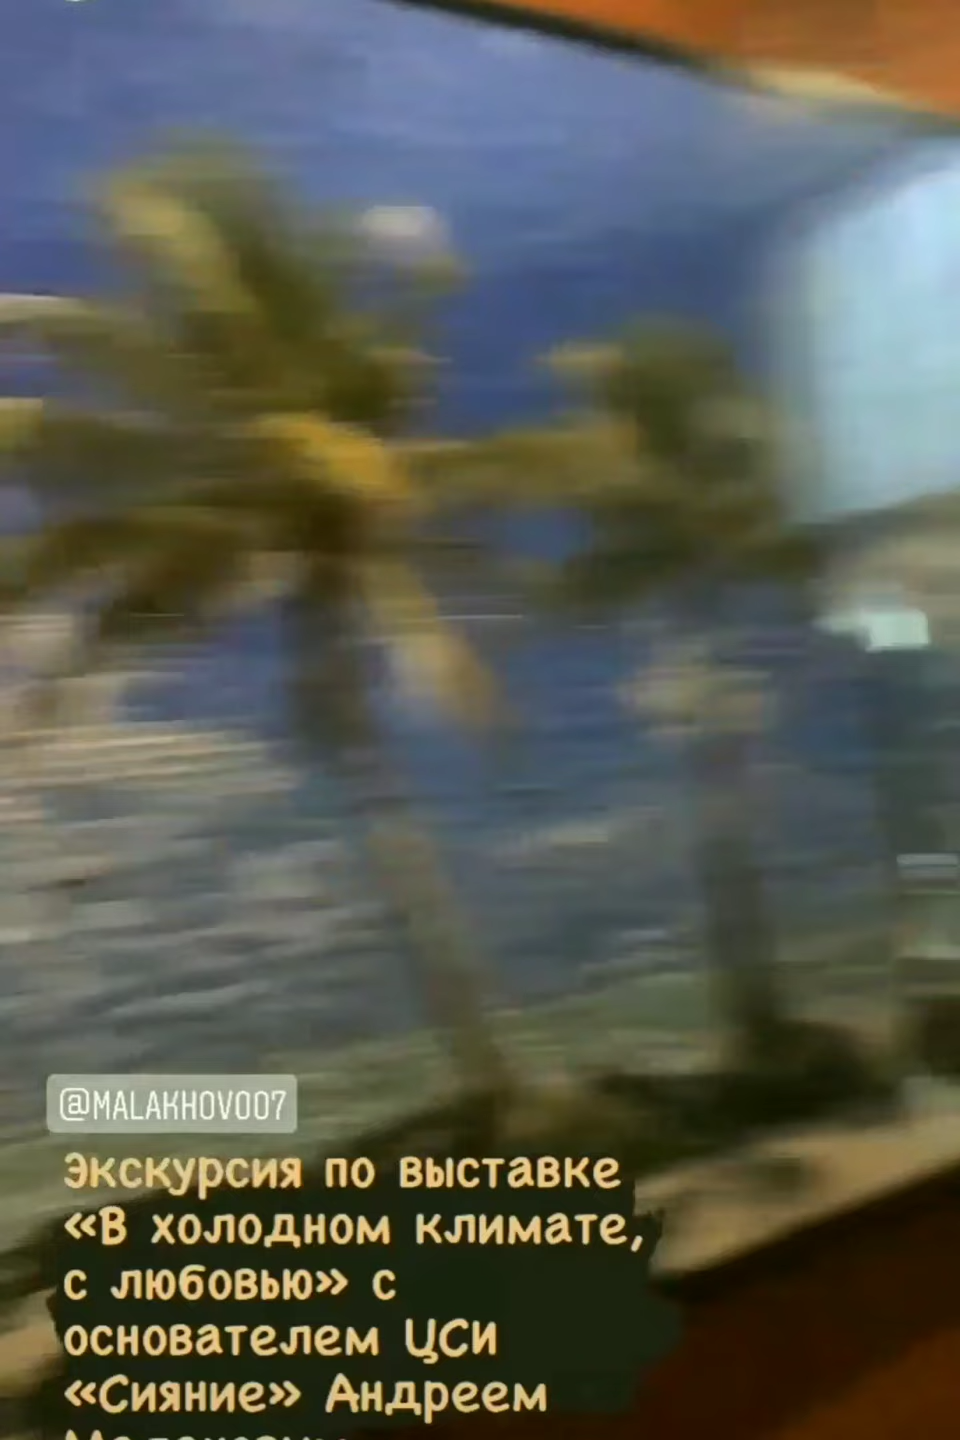 @MALAKHOV007
Экскурсия по выставке
«В холодном климате,
с любовью» с
основателем ЦСИ
«Сияние» Андреем